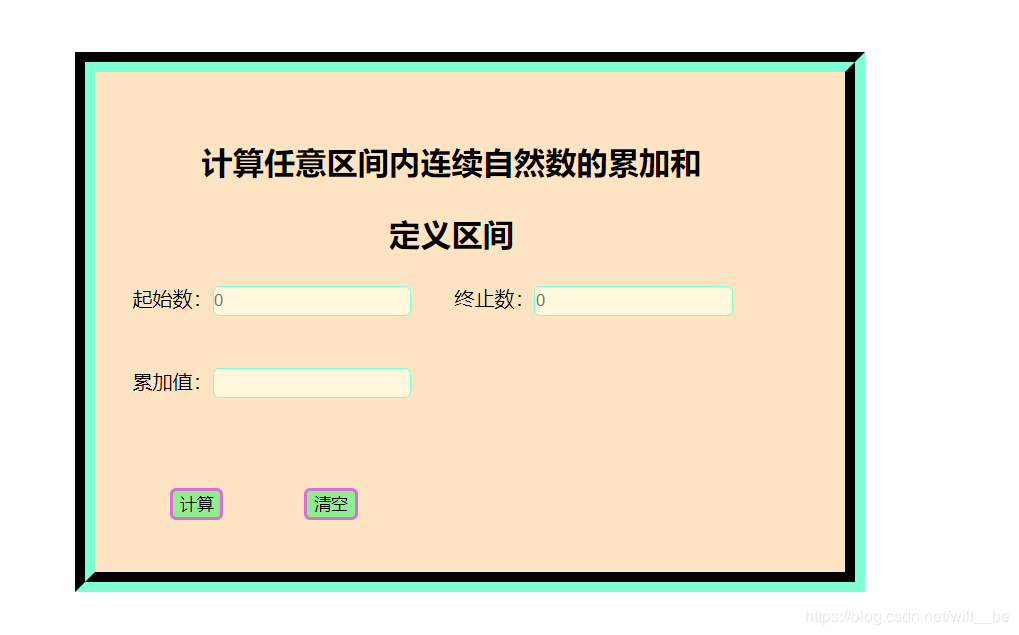 计算任意区间内连续自然数的累加和
定义区间
起始数：0 终止数：0
累加值：
计算 清空
https://blog.csdn.net/will__be